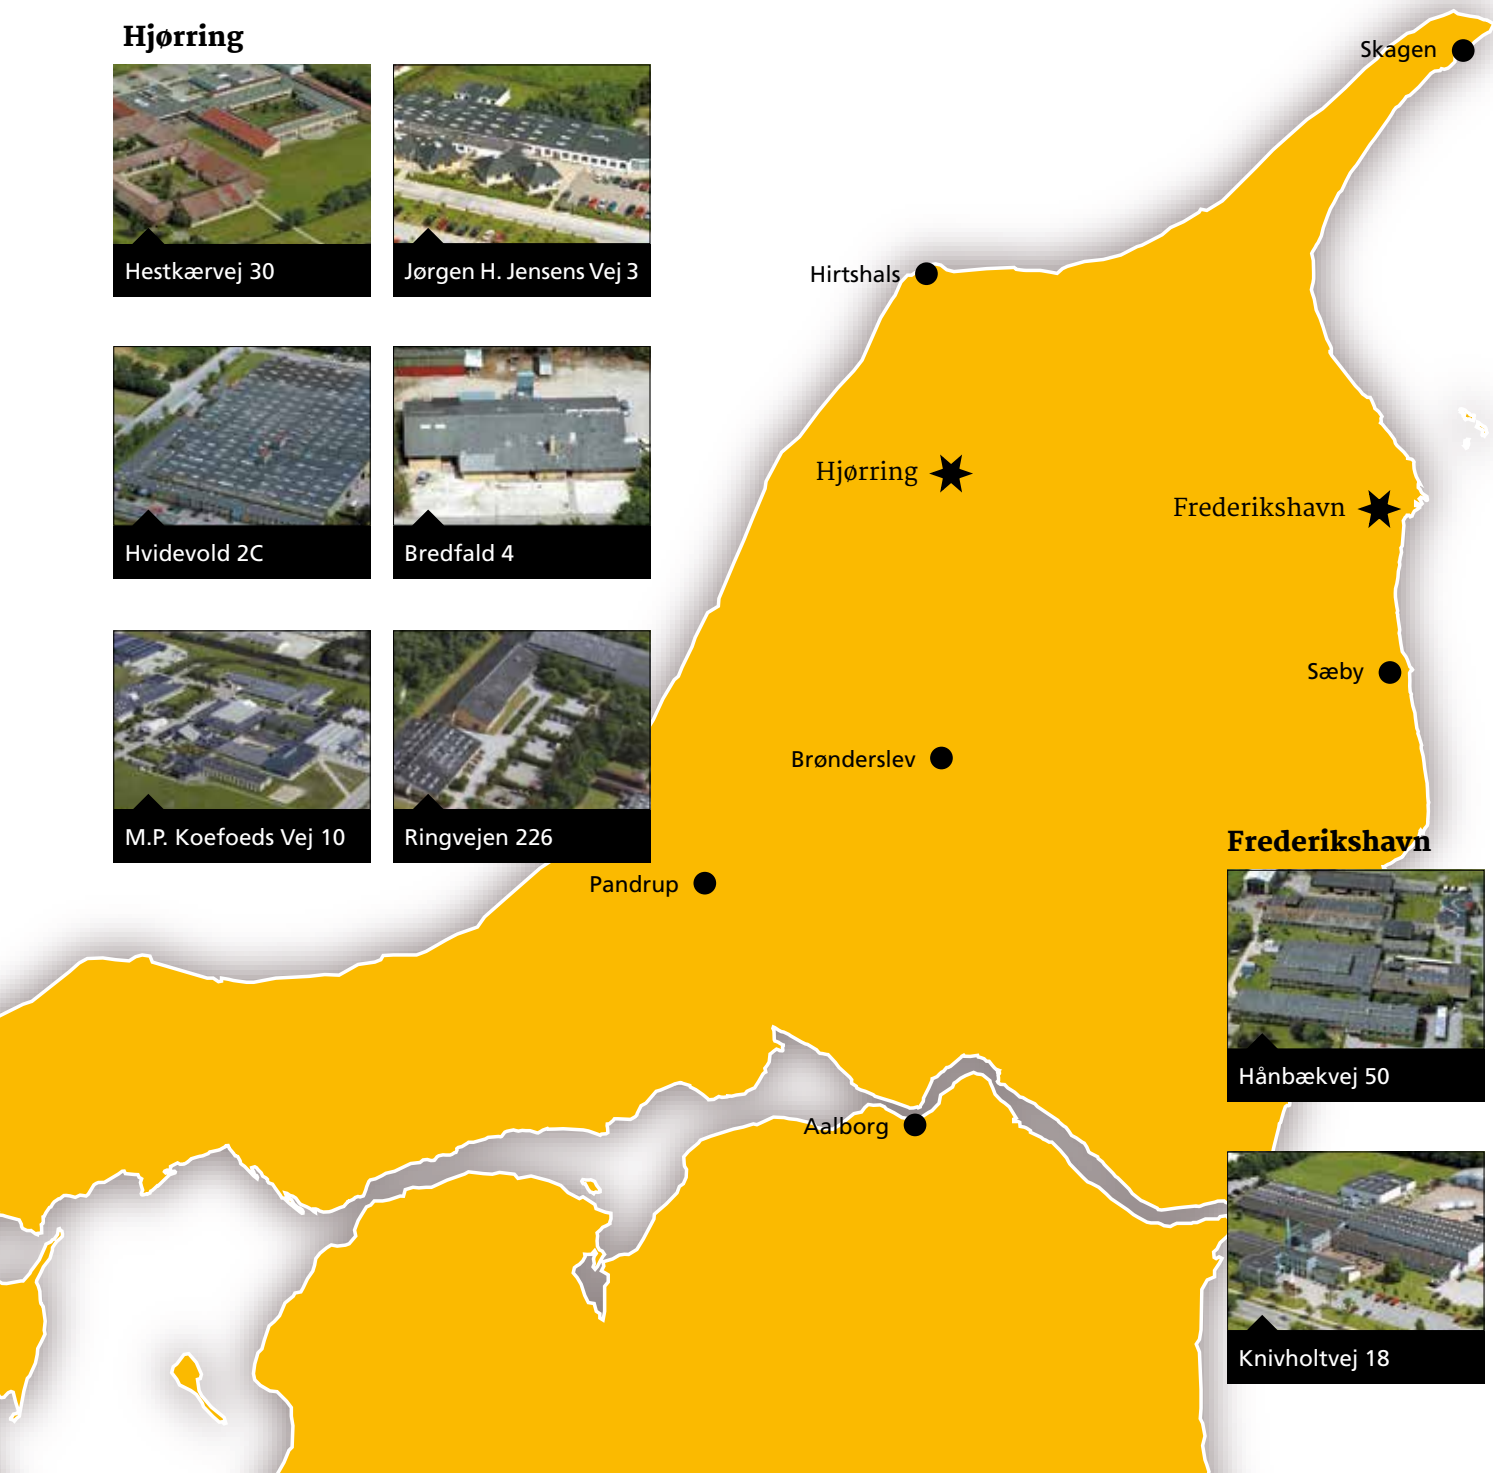 Hjørring
Hestkærvej 30
Jørgen H. Jensens Vej 3
Hvidevold 2C
Bredfald 4
M.P. Koefoeds Vej 10
Ringvejen 226
Skagen
Hirtshals
Hjørring
Frederikshavn
Sæby
Brønderslev
Pandrup
Aalborg
Frederikshavn
Hånbækvej 50
Knivholtvej 18